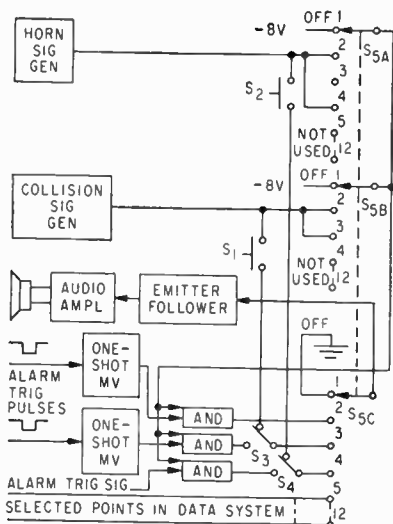 HORN
SIG
GEN
-8V
OFF 1
2
3
4
5
S5A
S2
NOT
USED
12
COLLISION
SIG
GEN
-8V
OFF 1
2
3
4
S5B
S1
NOT
USED
12
AUDIO
AMPL
EMITTER
FOLLOWER
OFF
1
2
3
4
5
12
S5C
ONE-
SHOT
MV
ALARM
TRIG
PULSES
ONE-
SHOT
MV
AND
AND
AND
S3
S4
ALARM TRIG SIG
SELECTED POINTS IN DATA SYSTEM